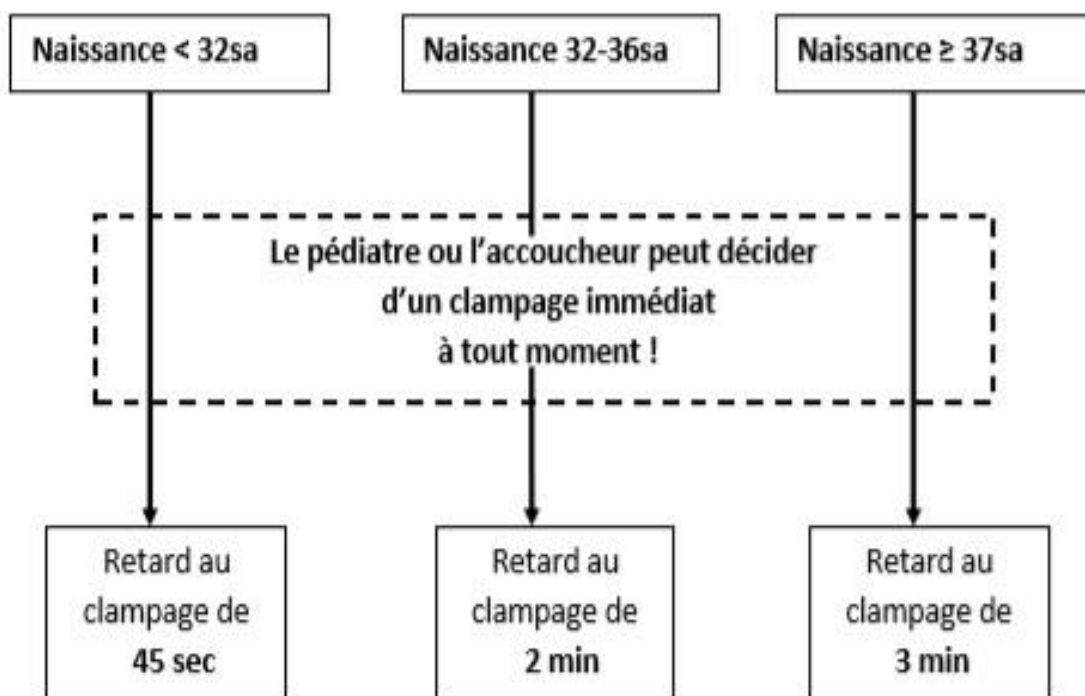 Naissance < 32sa
Naissance 32-36sa
Naissance ≥ 37sa
Le pédiatre ou l'accoucheur peut décider
d'un clampage immédiat
à tout moment !
Retard au
clampage de
45 sec
Retard au
clampage de
2 min
Retard au
clampage de
3 min